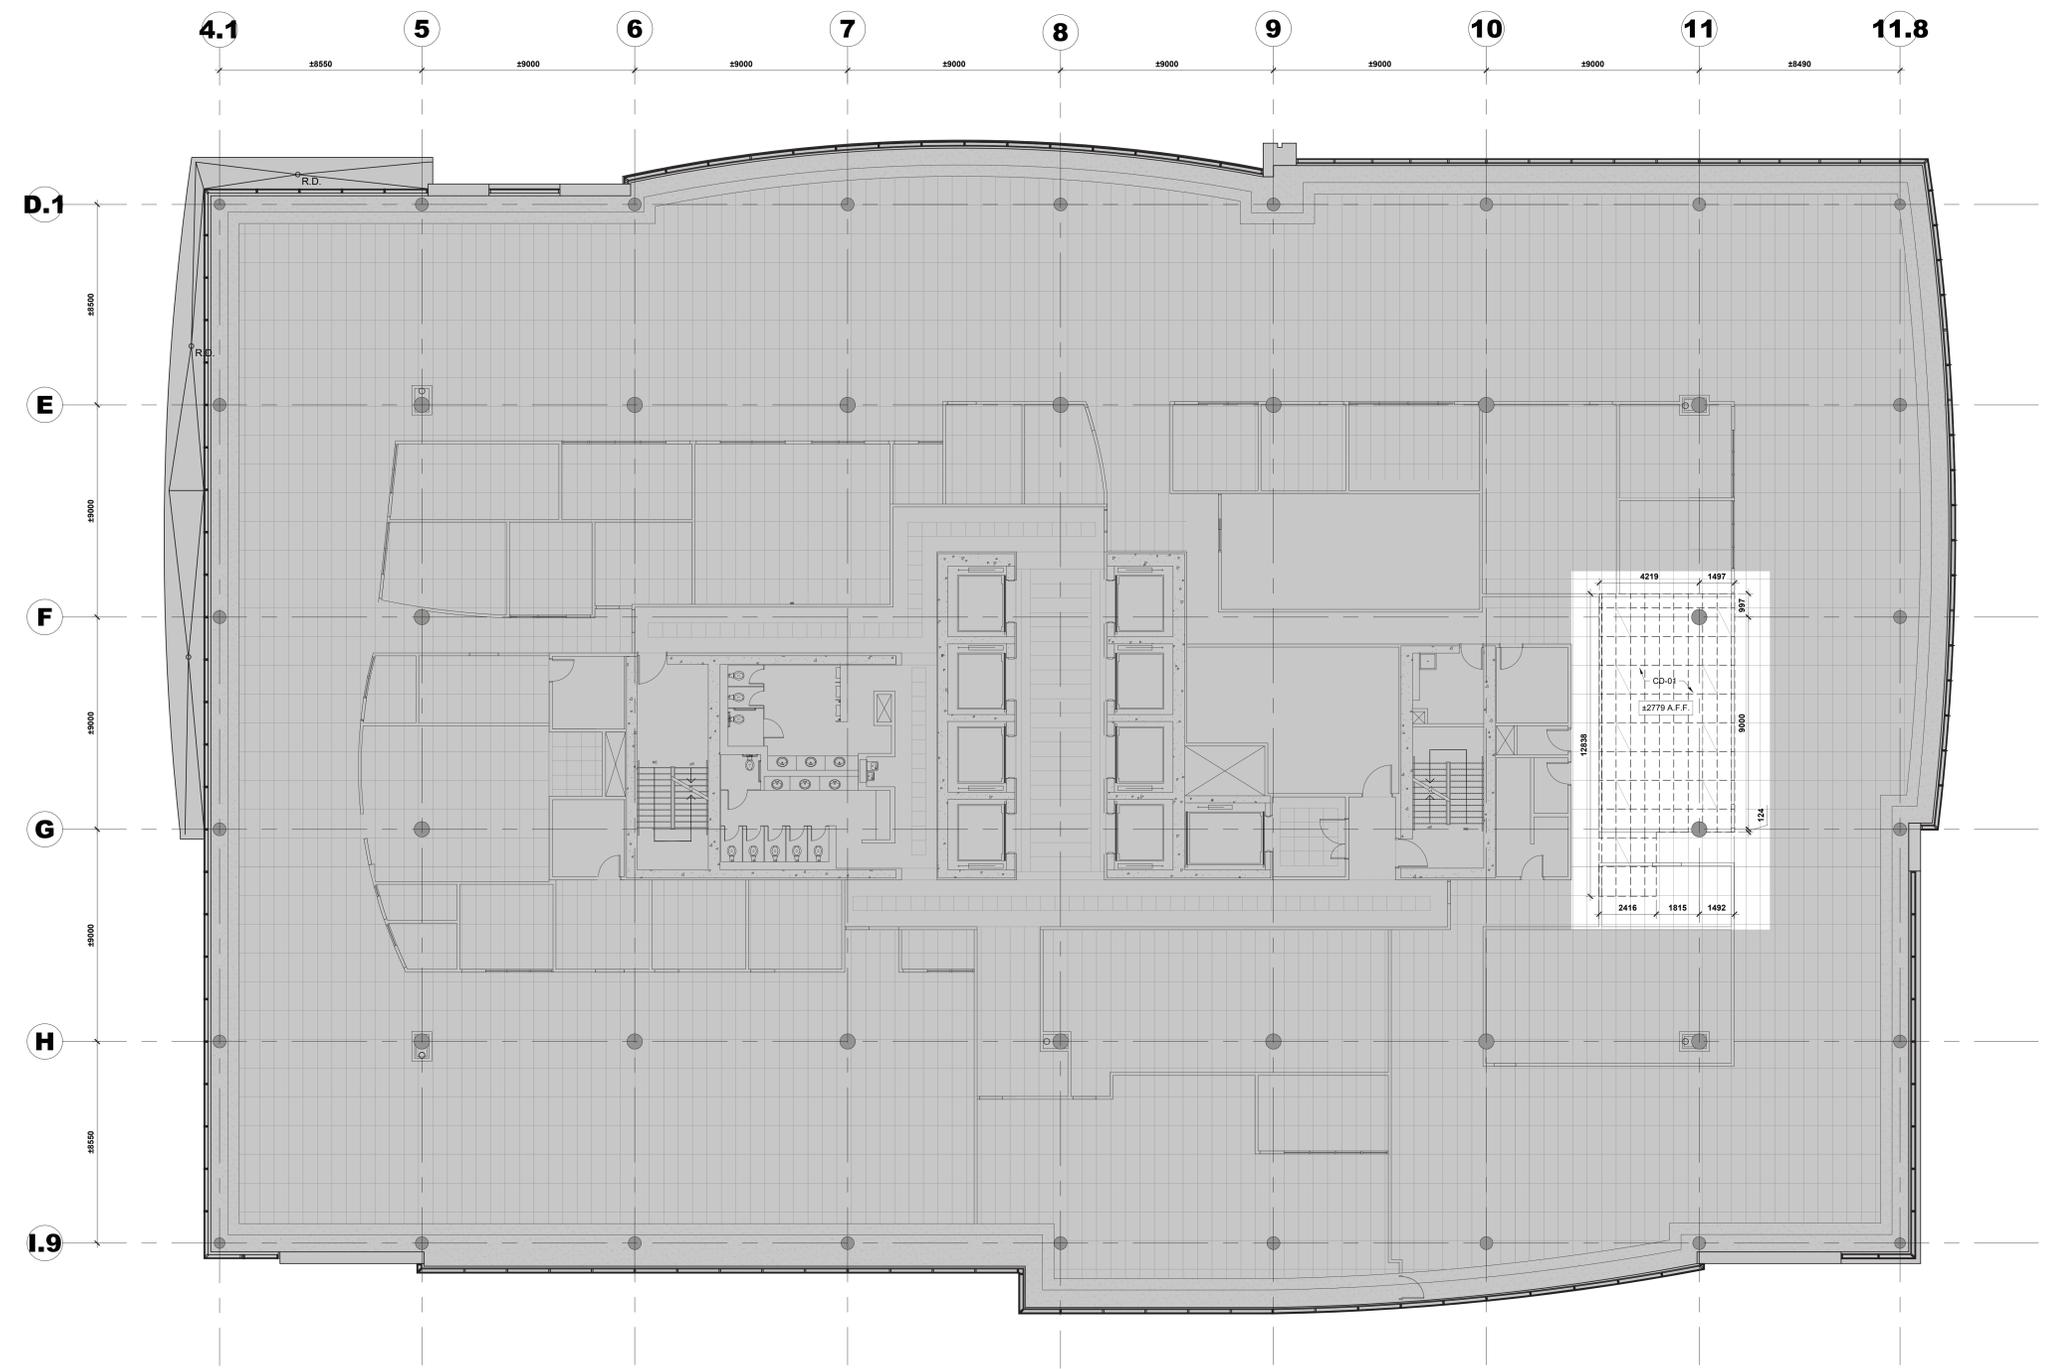 4.1 5 6 7 8 9 10 11 11.8
±8550 ±9000 ±9000 ±9000 ±9000 ±9000 ±9000 ±8490
R.D.
D.1
±8500
R.D.
E
±9000
4219 1497
997
F
CD-01
±2779 A.F.F.
±9000
9000
12838
124
G
2416 1815 1492
±9000
H
±8550
I.9